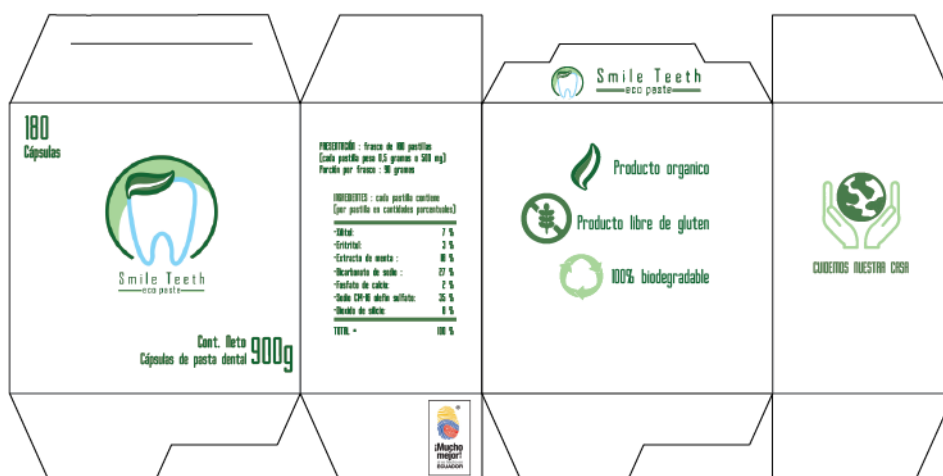 180
Cápsulas
Smile Teeth
eco paste
Cont. Neto
Cápsulas de pasta dental 900g
PRESENTACIÓN : frasco de 180 pastillas
(cada pastilla pesa 0,5 gramos o 500 mg)
Porción por frasco : 90 gramos
INGREDIENTES : cada pastilla contiene
(por pastilla en cantidades porcentuales)
-Xilitol: 7 %
-Eritritol: 3 %
-Extracto de menta :
-Bicarbonato de sodio : 27 %
-Fosfato de calcio: 2 %
-Sodio C14-16 olefin sulfato: 35 %
-Dioxido de silicio:
TOTAL = 100 %
Smile Teeth
eco paste
Producto organico
Producto libre de gluten
100% biodegradable
CUIDEMOS NUESTRA CASA
¡Mucho
mejor!
ECUADOR